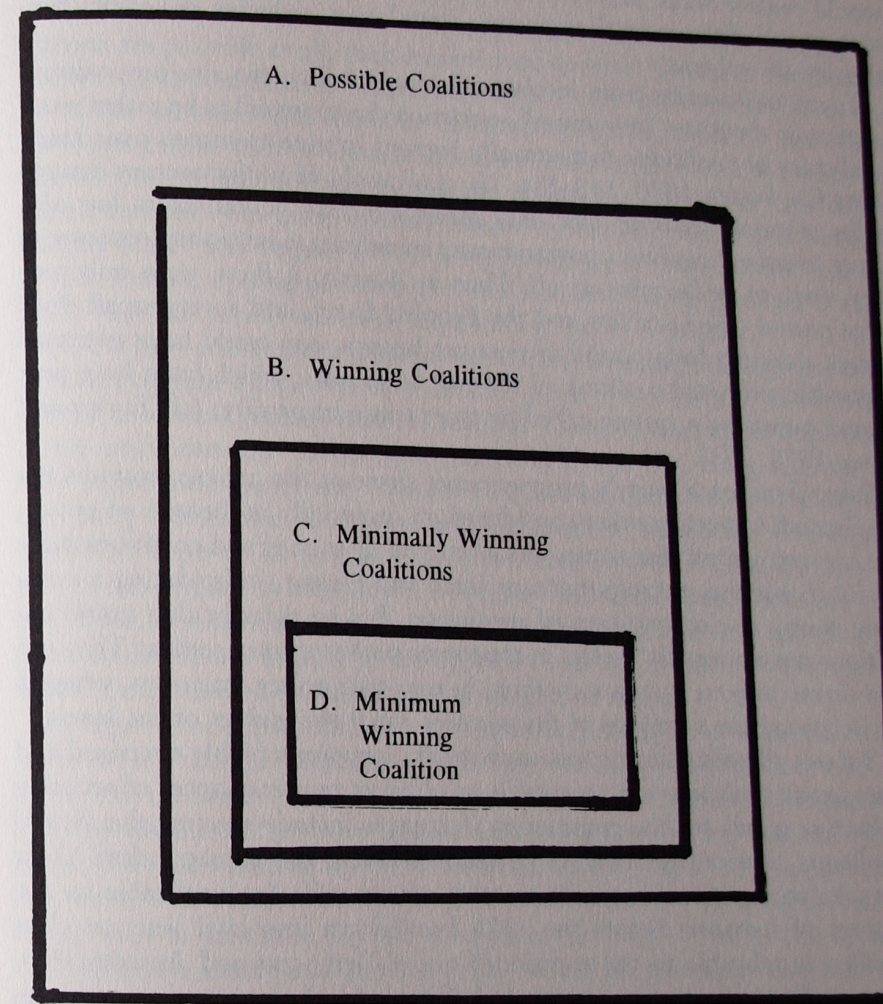 A. Possible Coalitions
B. Winning Coalitions
C. Minimally Winning
Coalitions
D. Minimum
Winning
Coalition